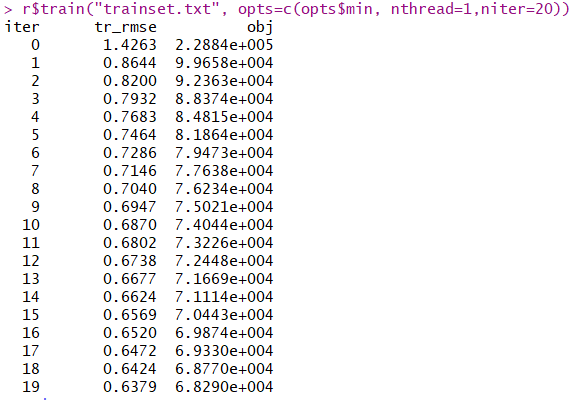 > r$train("trainset.txt", opts=c(opts$min, nthread=1,niter=20))
iter tr_rmse obj
0 1.4263 2.2884e+005
1 0.8644 9.9658e+004
2 0.8200 9.2363e+004
3 0.7932 8.8374e+004
4 0.7683 8.4815e+004
5 0.7464 8.1864e+004
6 0.7286 7.9473e+004
7 0.7146 7.7638e+004
8 0.7040 7.6234e+004
9 0.6947 7.5021e+004
10 0.6870 7.4044e+004
11 0.6802 7.3226e+004
12 0.6738 7.2448e+004
13 0.6677 7.1669e+004
14 0.6624 7.1114e+004
15 0.6569 7.0443e+004
16 0.6520 6.9874e+004
17 0.6472 6.9330e+004
18 0.6424 6.8770e+004
19 0.6379 6.8290e+004